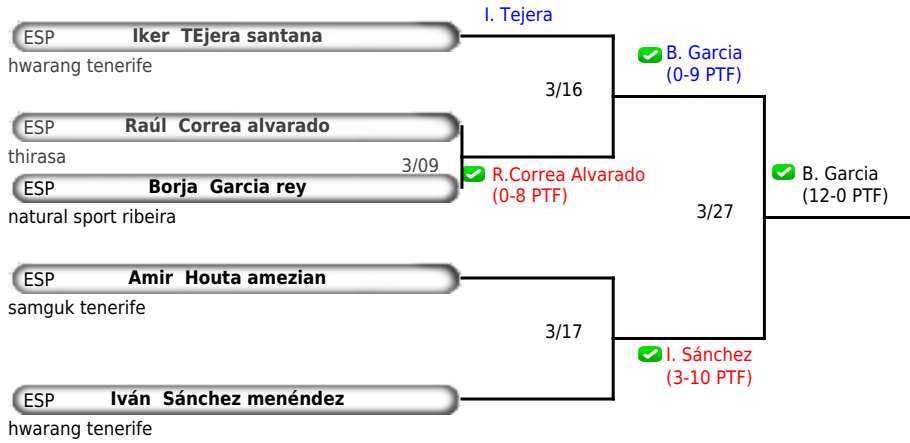 I. Tejera
ESP Iker TEjera santana
hwarang tenerife
B. Garcia
(0-9 PTF)
3/16
ESP Raúl Correa alvarado
thirasa
3/09
R.Correa Alvarado
(0-8 PTF)
ESP Borja Garcia rey
natural sport ribeira
B. Garcia
(12-0 PTF)
3/27
ESP Amir Houta amezian
samguk tenerife
3/17
I. Sánchez
(3-10 PTF)
ESP Iván Sánchez menéndez
hwarang tenerife